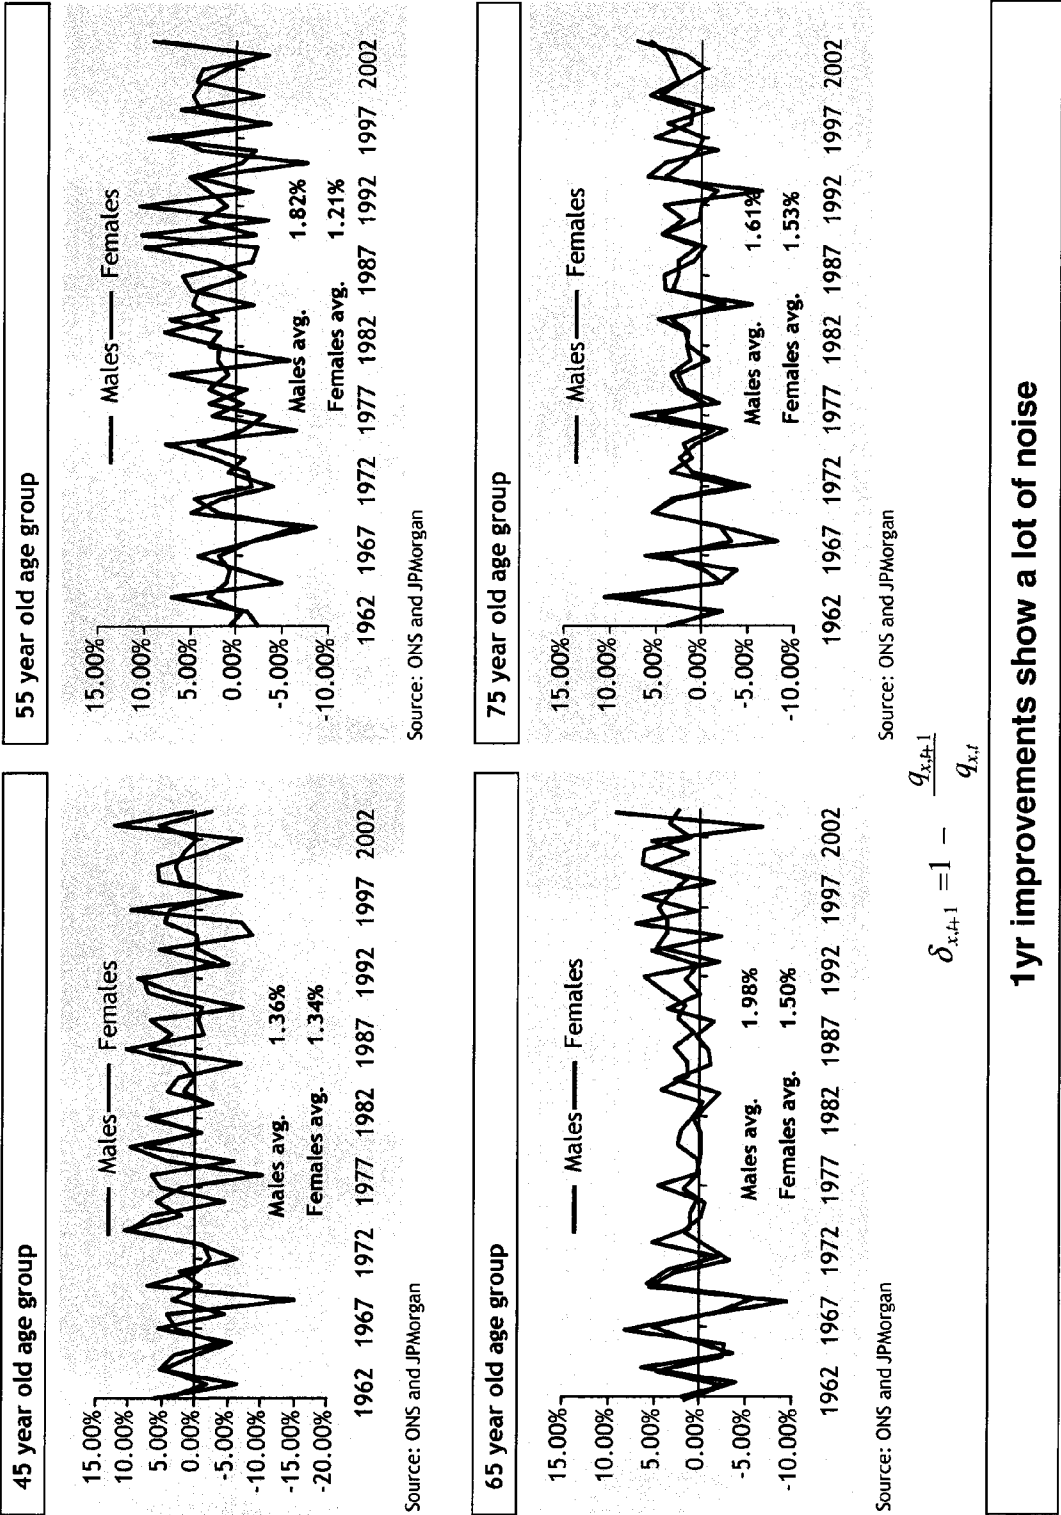 45 year old age group
Males Females
15.00%
10.00%
5.00%
0.00%
-5.00%
-10.00%
-15.00%
-20.00%
Males avg. 1.36%
Females avg. 1.34%
1962 1967 1972 1977 1982 1987 1992 1997 2002
Source: ONS and JPMorgan
55 year old age group
Males Females
15.00%
10.00%
5.00%
0.00%
-5.00%
-10.00%
Males avg. 1.82%
Females avg. 1.21%
1962 1967 1972 1977 1982 1987 1992 1997 2002
Source: ONS and JPMorgan
65 year old age group
Males Females
15.00%
10.00%
5.00%
0.00%
-5.00%
-10.00%
Males avg. 1.98%
Females avg. 1.50%
1962 1967 1972 1977 1982 1987 1992 1997 2002
Source: ONS and JPMorgan
75 year old age group
Males Females
15.00%
10.00%
5.00%
0.00%
-5.00%
-10.00%
Males avg. 1.61%
Females avg. 1.53%
1962 1967 1972 1977 1982 1987 1992 1997 2002
Source: ONS and JPMorgan
δx,t+1 = 1 − qx,t+1 / qx,t
1yr improvements show a lot of noise